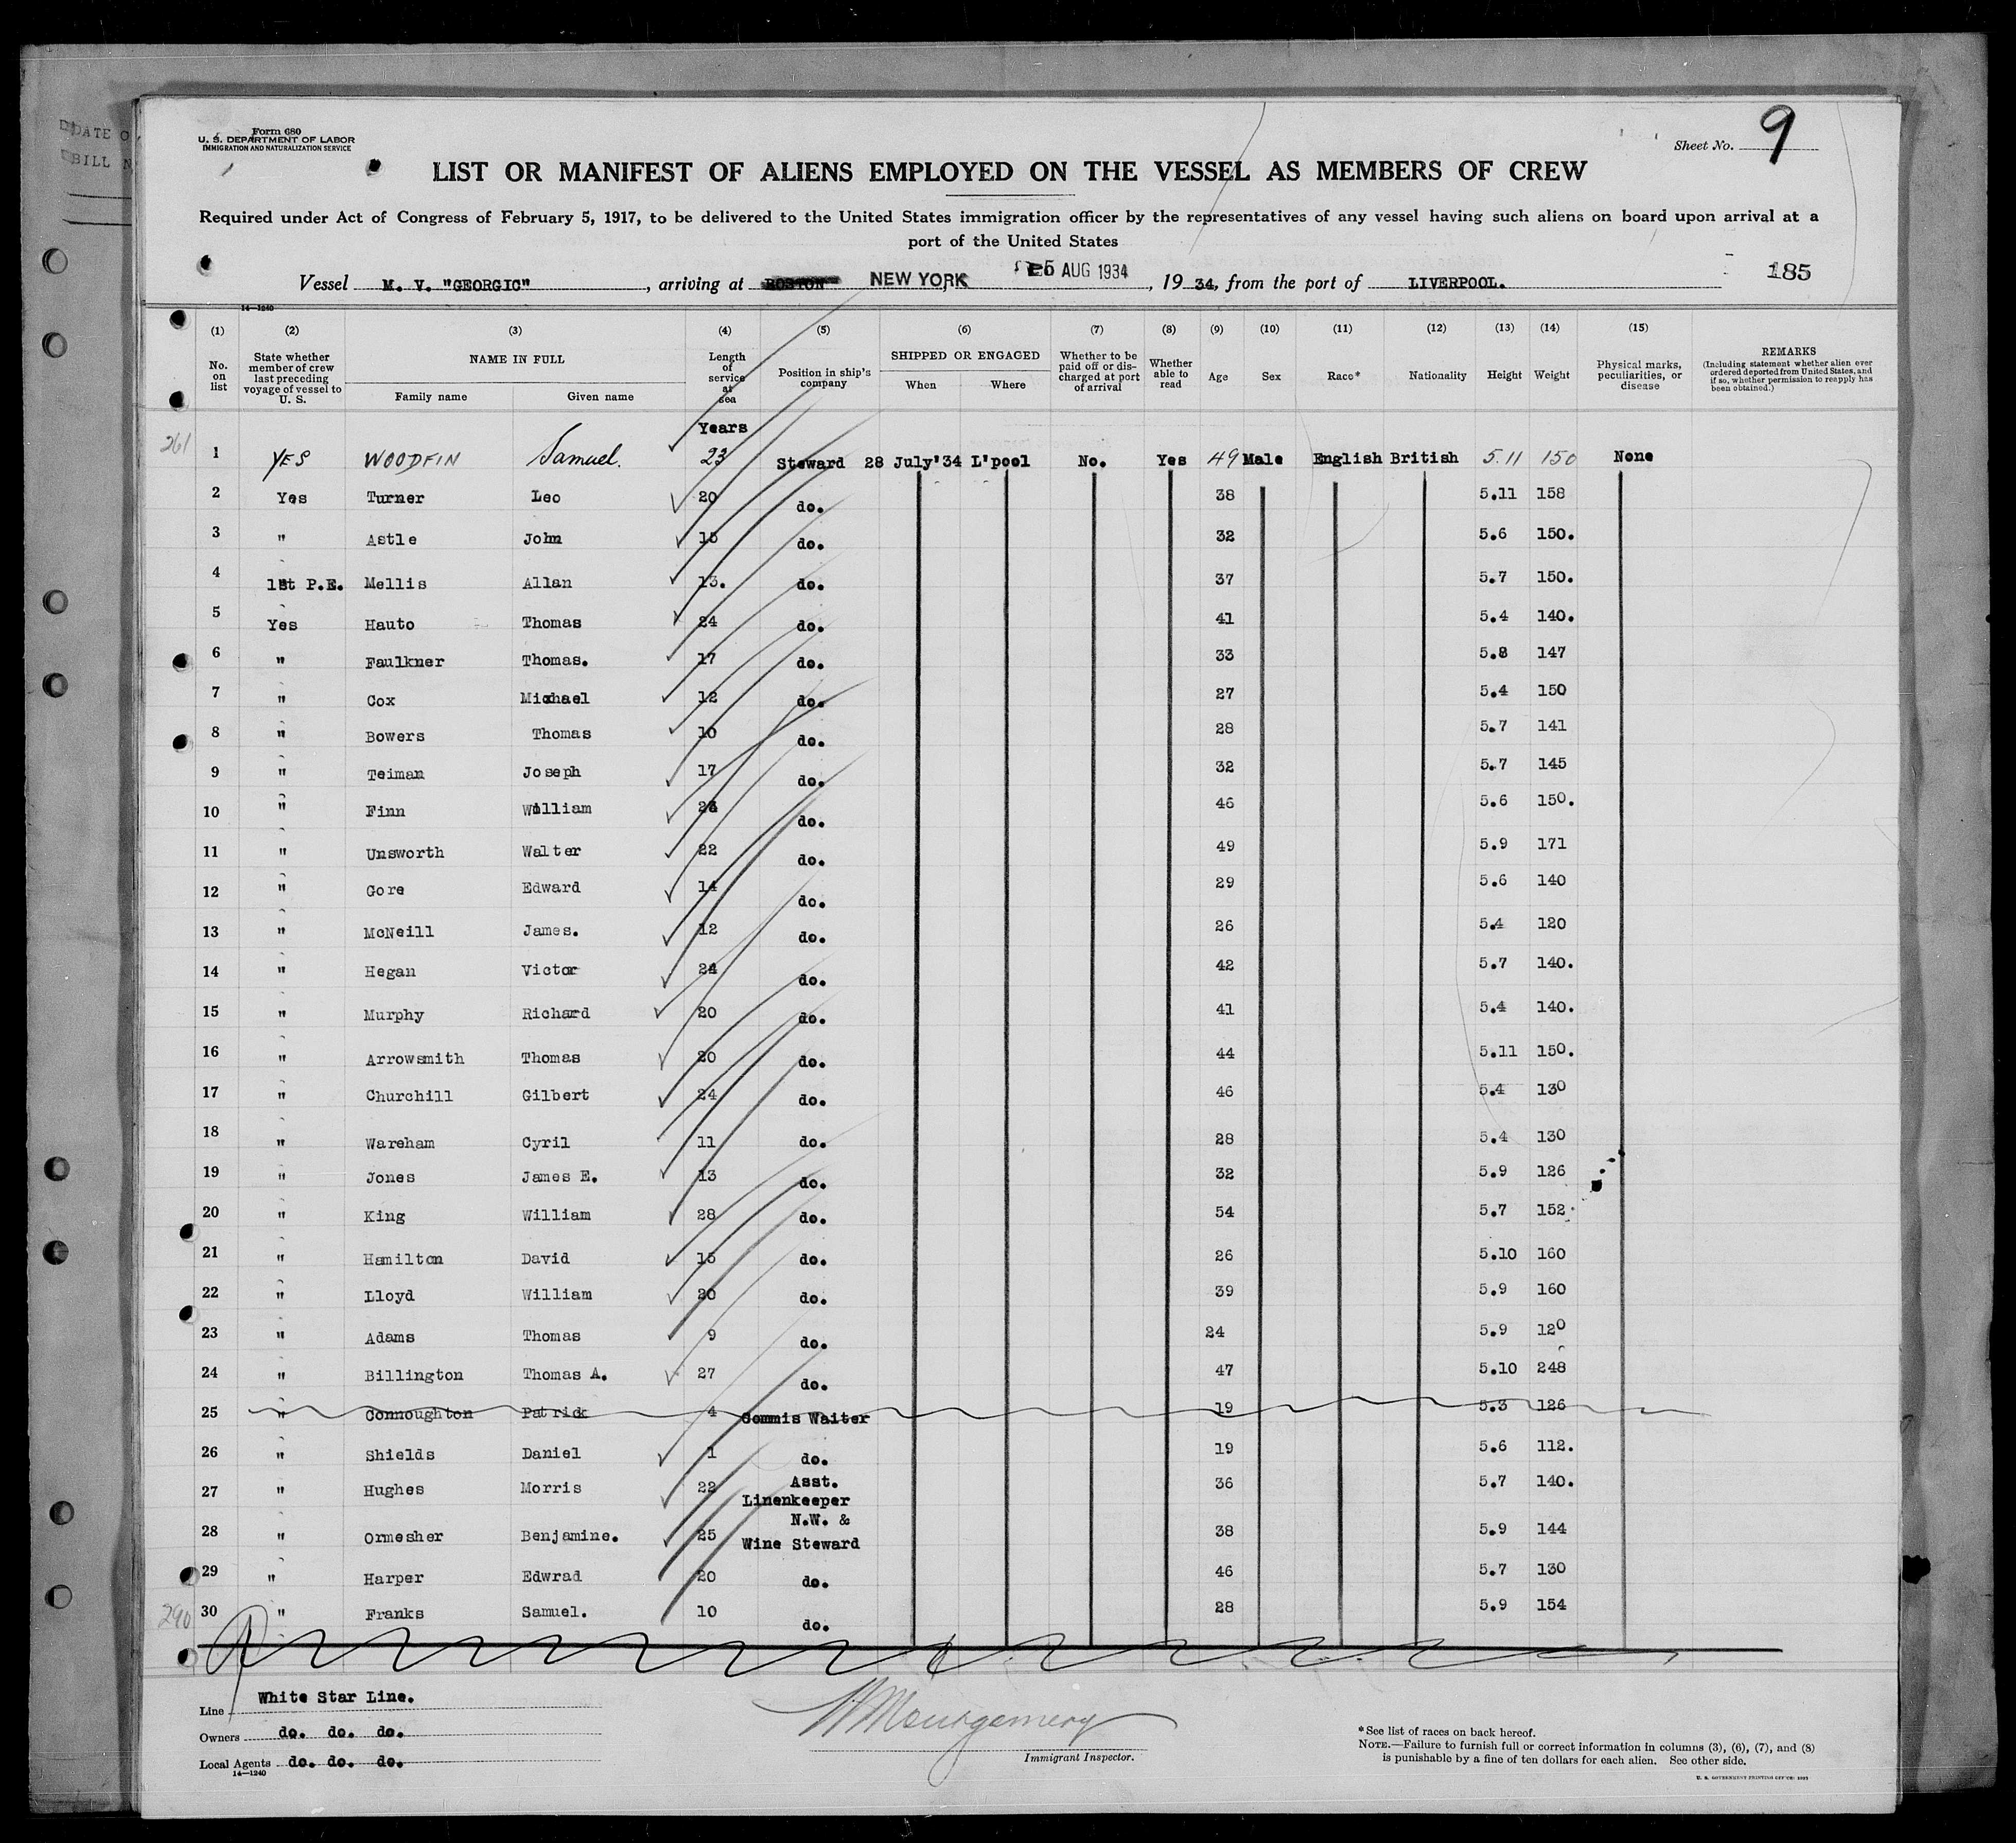 DATE O
BILL N
Form 680
U. S. DEPARTMENT OF LABOR
IMMIGRATION AND NATURALIZATION SERVICE
Sheet No. 9
LIST OR MANIFEST OF ALIENS EMPLOYED ON THE VESSEL AS MEMBERS OF CREW
Required under Act of Congress of February 5, 1917, to be delivered to the United States immigration officer by the representatives of any vessel having such aliens on board upon arrival at a
port of the United States
Vessel M. V. "GEORGIC", arriving at BOSTON NEW YORK 5 AUG 1934, 19 34, from the port of LIVERPOOL. 185
14—1240
(1) (2) (3) (4) (5) (6) (7) (8) (9) (10) (11) (12) (13) (14) (15)
No. on list State whether member of crew last preceding voyage of vessel to U. S. NAME IN FULL Family name Given name Length of service at sea Position in ship's company SHIPPED OR ENGAGED When Where Whether to be paid off or discharged at port of arrival Whether able to read Age Sex Race* Nationality Height Weight Physical marks, peculiarities, or disease REMARKS (Including statement whether alien ever ordered deported from United States, and if so, whether permission to reapply has been obtained.)
Years
261 1 YES WOODFIN Samuel. 23 Steward 28 July'34 L'pool No. Yes 49 Male English British 5.11 150 None
2 Yes Turner Leo 20 do. 38 5.11 158
3 " Astle John 15 do. 32 5.6 150.
4 1st P.E. Mellis Allan 13. do. 37 5.7 150.
5 Yes Hauto Thomas 24 do. 41 5.4 140.
6 " Faulkner Thomas. 17 do. 33 5.8 147
7 " Cox Michael 12 do. 27 5.4 150
8 " Bowers Thomas 10 do. 28 5.7 141
9 " Teiman Joseph 17 do. 32 5.7 145
10 " Finn William do. 46 5.6 150.
11 " Unsworth Walter 22 do. 49 5.9 171
12 " Gore Edward 14 do. 29 5.6 140
13 " McNeill James. 12 do. 26 5.4 120
14 " Hegan Victor 24 do. 42 5.7 140.
15 " Murphy Richard 20 do. 41 5.4 140.
16 " Arrowsmith Thomas 20 do. 44 5.11 150.
17 " Churchill Gilbert 24 do. 46 5.4 130
18 " Wareham Cyril 11 do. 28 5.4 130
19 " Jones James E. 13 do. 32 5.9 126
20 " King William 28 do. 54 5.7 152
21 " Hamilton David 15 do. 26 5.10 160
22 " Lloyd William 20 do. 39 5.9 160
23 " Adams Thomas 9 do. 24 5.9 120
24 " Billington Thomas A. 27 do. 47 5.10 248
25 " Connoughton Patrick 4 Commis Waiter 19 5.3 126
26 " Shields Daniel 1 do. 19 5.6 112.
27 " Hughes Morris 22 Asst. Linenkeeper 36 5.7 140.
28 " Ormesher Benjamine. 25 N.W. & Wine Steward 38 5.9 144
29 " Harper Edwrad 20 do. 46 5.7 130
290 30 " Franks Samuel. 10 do. 28 5.9 154
Line White Star Line.
Owners do. do. do.
Local Agents do. do. do.
14—1240
Montgomery
Immigrant Inspector.
*See list of races on back hereof.
NOTE.—Failure to furnish full or correct information in columns (3), (6), (7), and (8)
is punishable by a fine of ten dollars for each alien. See other side.